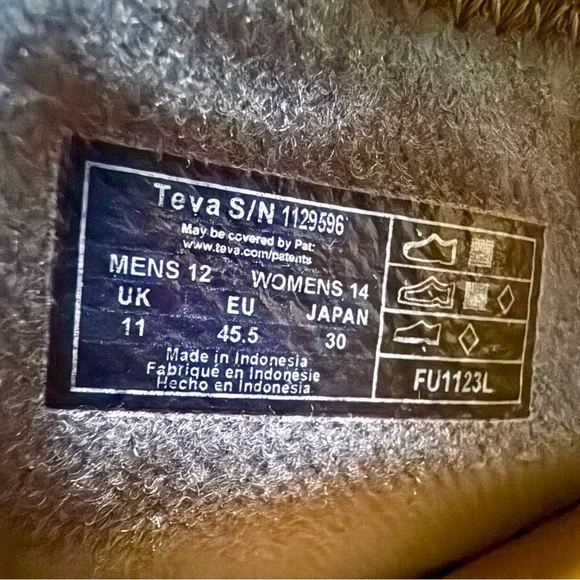 Teva S/N 1129596
May be covered by Pat:
www.teva.com/patents
MENS 12 WOMENS 14
UK EU JAPAN
11 45.5 30
Made in Indonesia
Fabriqué en Indonésie
Hecho en Indonesia
FU1123L